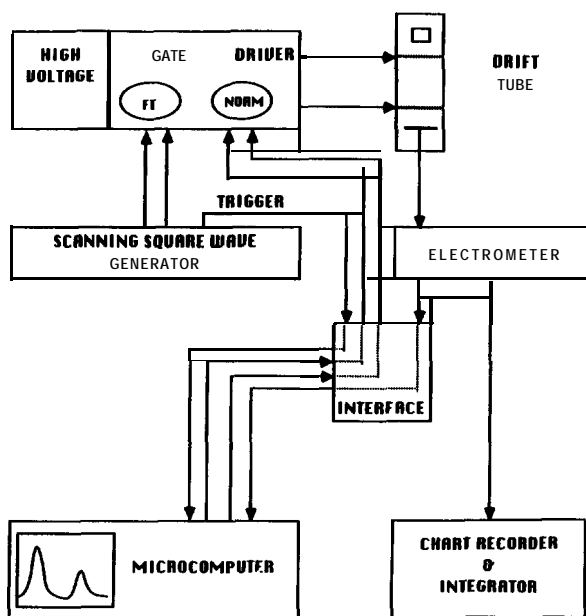 HIGH
VOLTAGE
GATE DRIVER
FT
NORM
DRIFT
TUBE
TRIGGER
SCANNING SQUARE WAVE
GENERATOR
ELECTROMETER
INTERFACE
MICROCOMPUTER
CHART RECORDER
&
INTEGRATOR